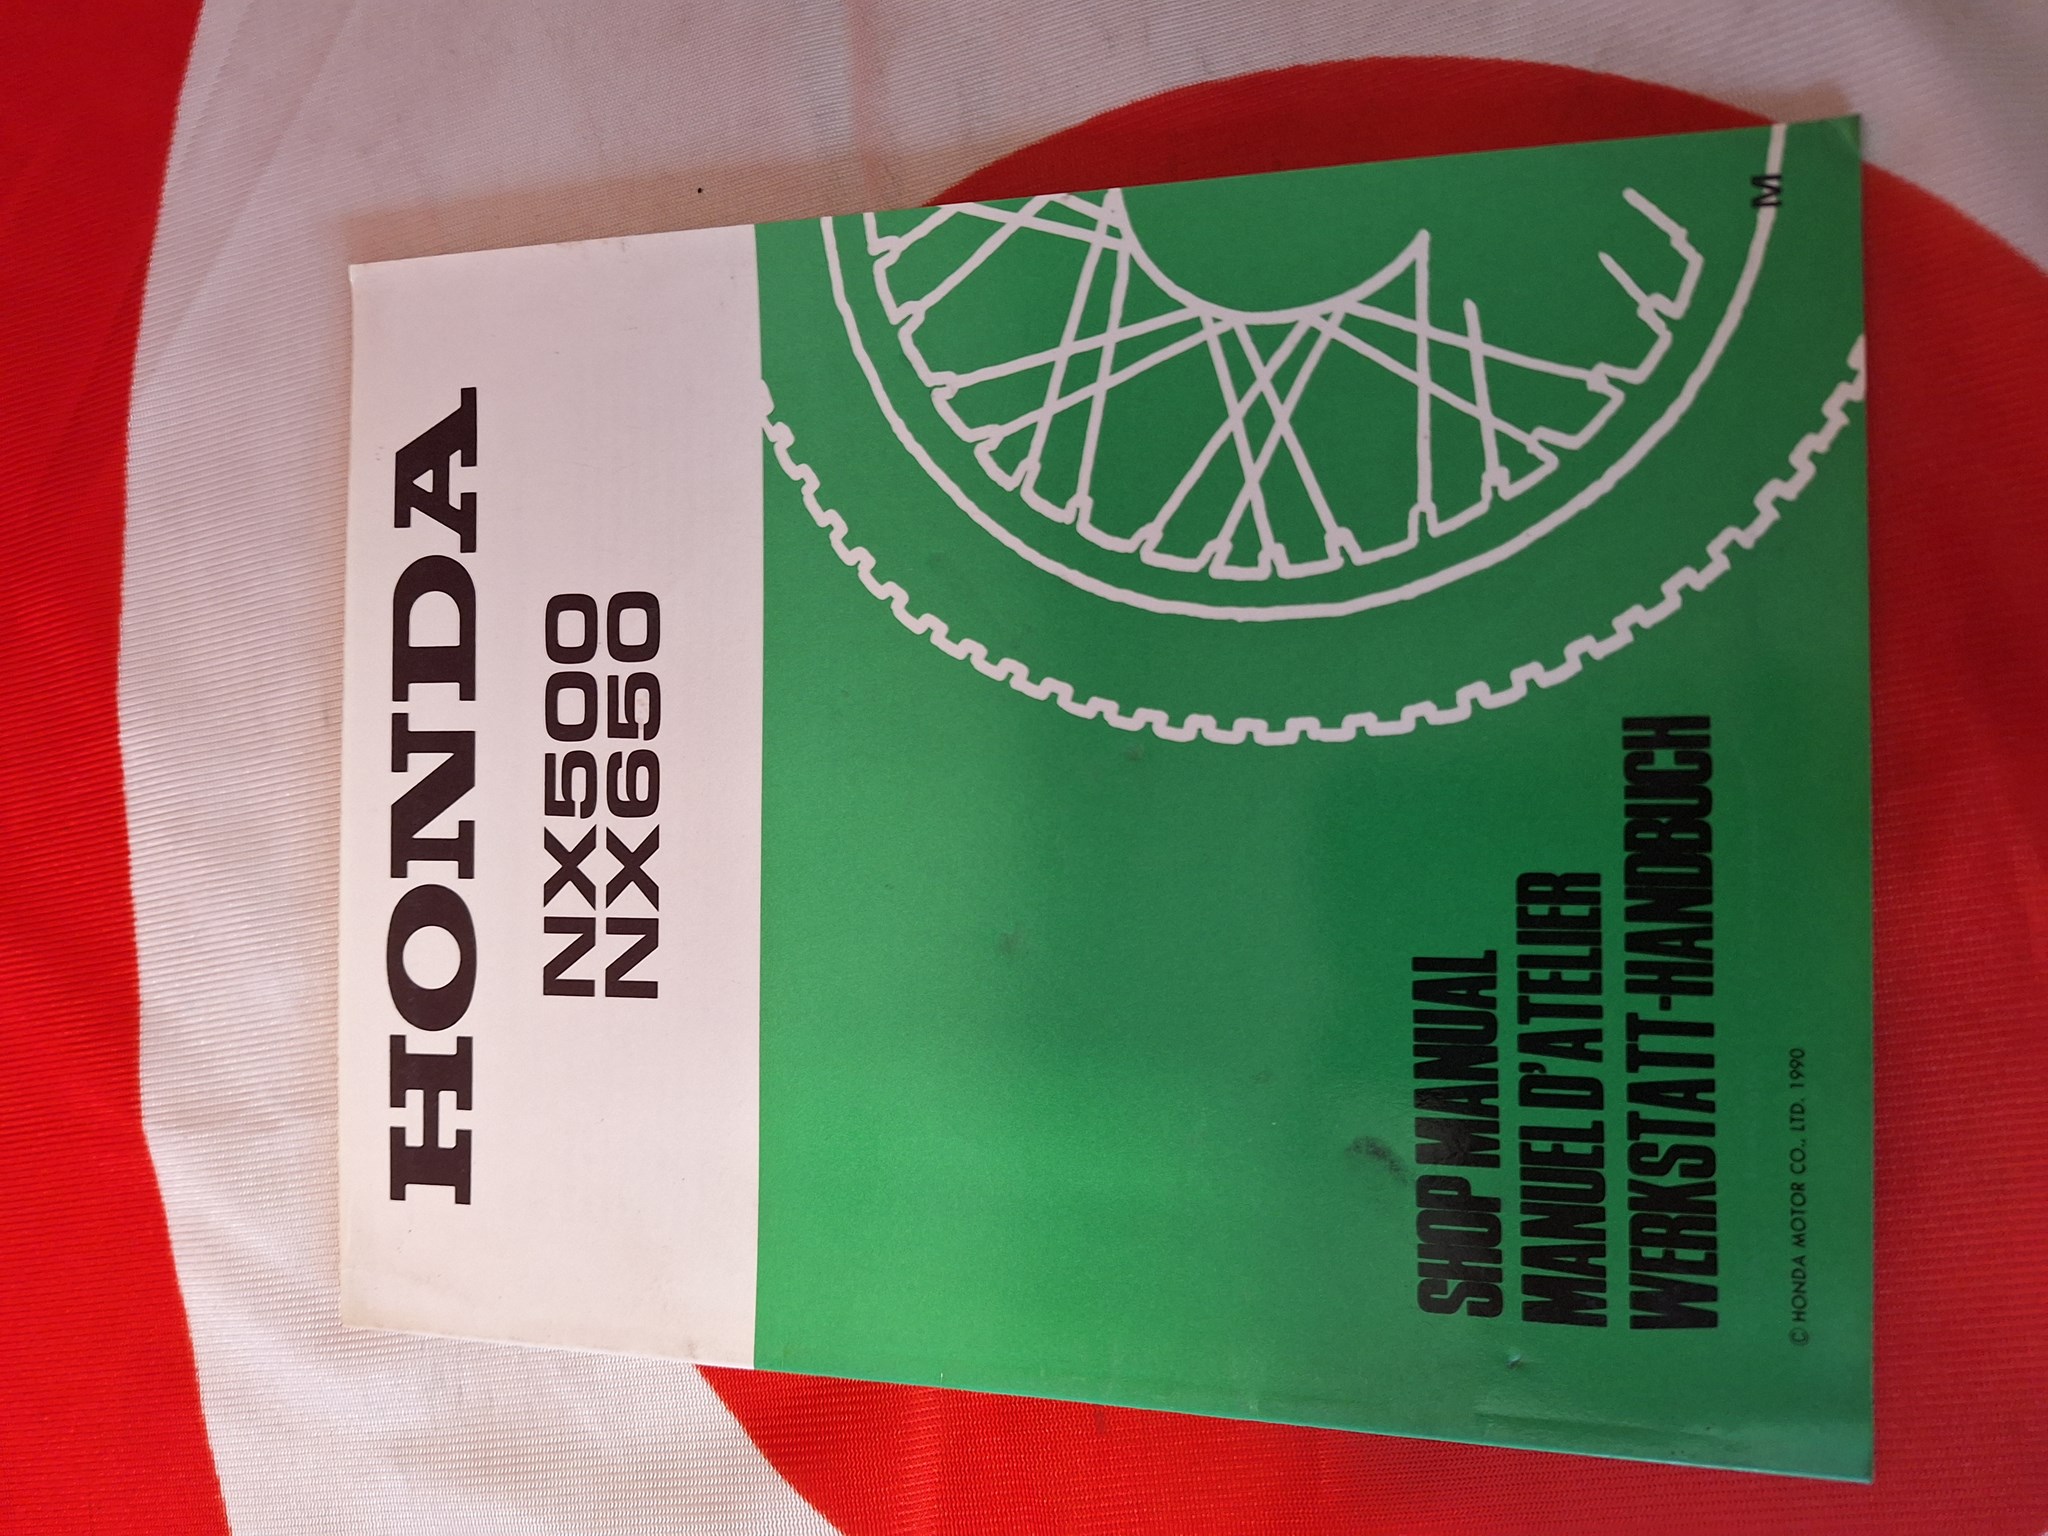 HONDA
NX500
NX650
SHOP MANUAL
MANUEL D'ATELIER
WERKSTATT-HANDBUCH
© HONDA MOTOR CO., LTD. 1990
M